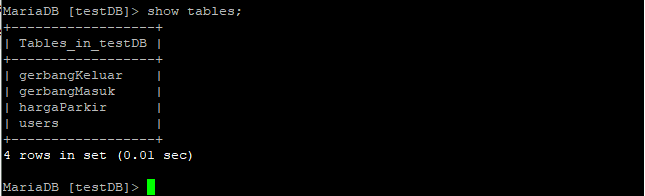 MariaDB [testDB]> show tables;
+------------------+
| Tables_in_testDB |
+------------------+
| gerbangKeluar    |
| gerbangMasuk     |
| hargaParkir      |
| users            |
+------------------+
4 rows in set (0.01 sec)
MariaDB [testDB]>